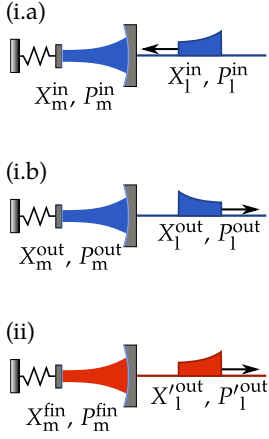 (i.a)
X_m^in, P_m^in X_l^in, P_l^in
(i.b)
X_m^out, P_m^out X_l^out, P_l^out
(ii)
X_m^fin, P_m^fin X'_l^out, P'_l^out